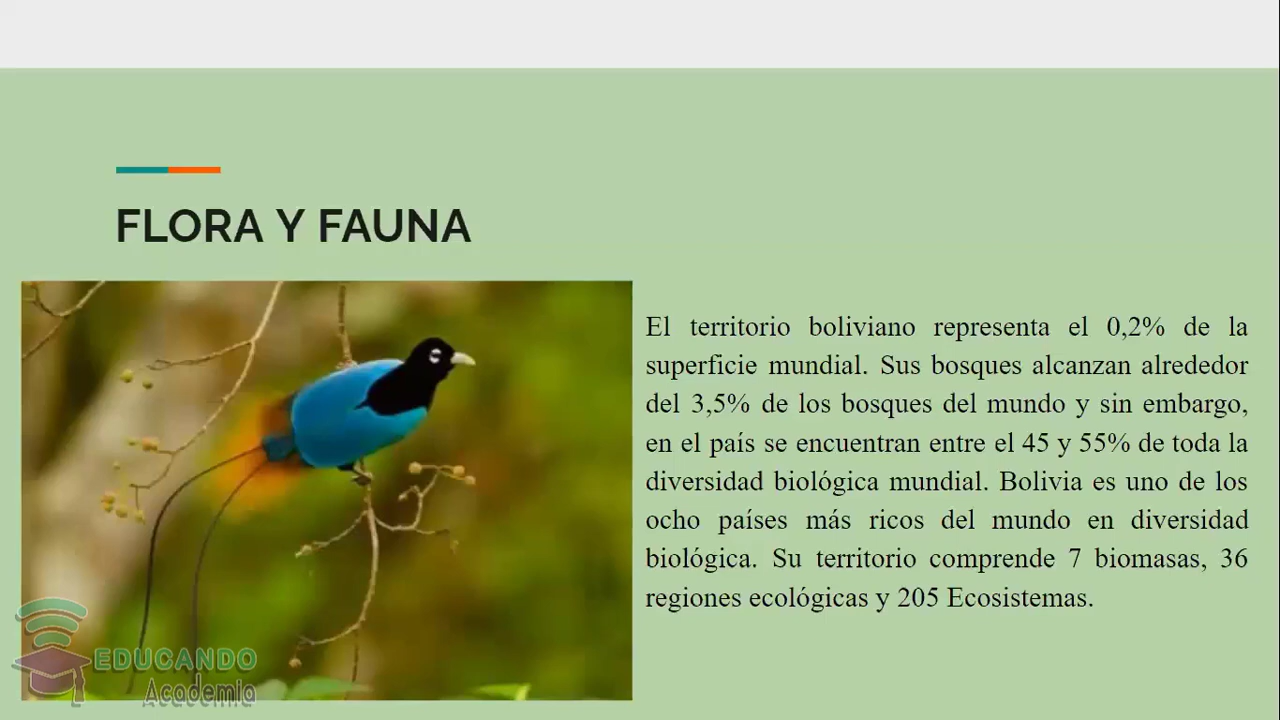 FLORA Y FAUNA
El territorio boliviano representa el 0,2% de la
superficie mundial. Sus bosques alcanzan alrededor
del 3,5% de los bosques del mundo y sin embargo,
en el país se encuentran entre el 45 y 55% de toda la
diversidad biológica mundial. Bolivia es uno de los
ocho países más ricos del mundo en diversidad
biológica. Su territorio comprende 7 biomasas, 36
regiones ecológicas y 205 Ecosistemas.
EDUCANDO
Academia